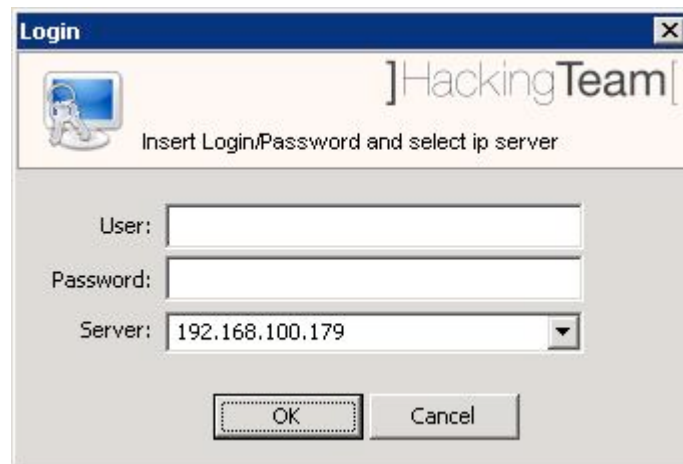 Login
]HackingTeam[
Insert Login/Password and select ip server
User:
Password:
Server: 192.168.100.179
OK Cancel